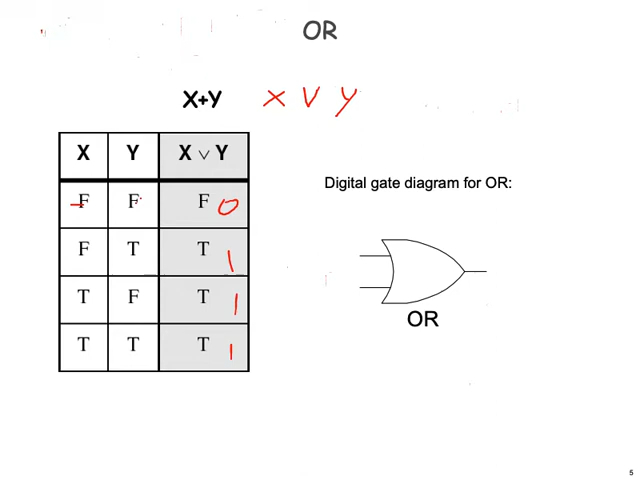 OR
X+Y X V Y
X Y X ∨ Y
F F F 0
F T T 1
T F T 1
T T T 1
Digital gate diagram for OR:
OR
5